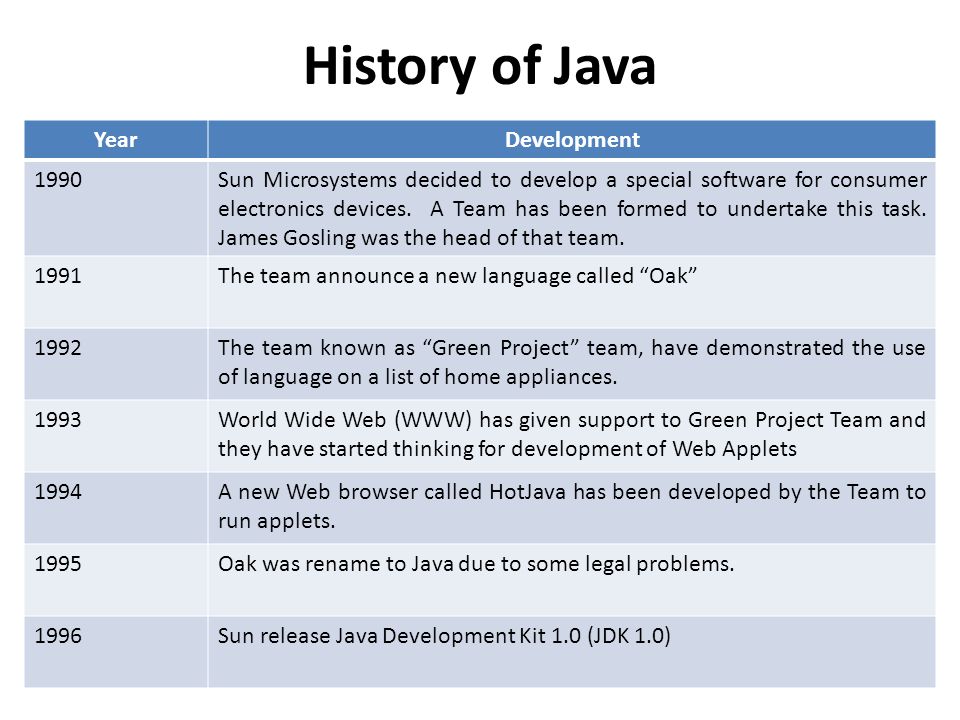 History of Java
Year Development
1990 Sun Microsystems decided to develop a special software for consumer
electronics devices.  A Team has been formed to undertake this task.
James Gosling was the head of that team.
1991 The team announce a new language called “Oak”
1992 The team known as “Green Project” team, have demonstrated the use
of language on a list of home appliances.
1993 World Wide Web (WWW) has given support to Green Project Team and
they have started thinking for development of Web Applets
1994 A new Web browser called HotJava has been developed by the Team to
run applets.
1995 Oak was rename to Java due to some legal problems.
1996 Sun release Java Development Kit 1.0 (JDK 1.0)